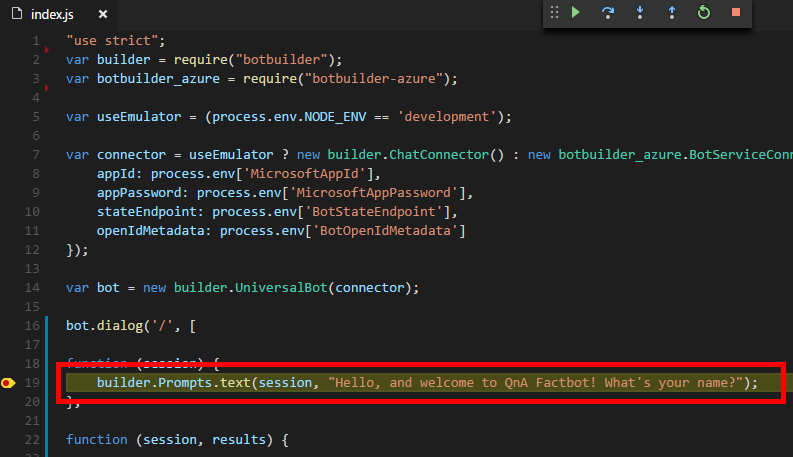 index.js
1 "use strict";
2 var builder = require("botbuilder");
3 var botbuilder_azure = require("botbuilder-azure");
4
5 var useEmulator = (process.env.NODE_ENV == 'development');
6
7 var connector = useEmulator ? new builder.ChatConnector() : new botbuilder_azure.BotServiceConn
8 appId: process.env['MicrosoftAppId'],
9 appPassword: process.env['MicrosoftAppPassword'],
10 stateEndpoint: process.env['BotStateEndpoint'],
11 openIdMetadata: process.env['BotOpenIdMetadata']
12 });
13
14 var bot = new builder.UniversalBot(connector);
15
16 bot.dialog('/', [
17
18 function (session) {
19 builder.Prompts.text(session, "Hello, and welcome to QnA Factbot! What's your name?");
20 },
21
22 function (session, results) {